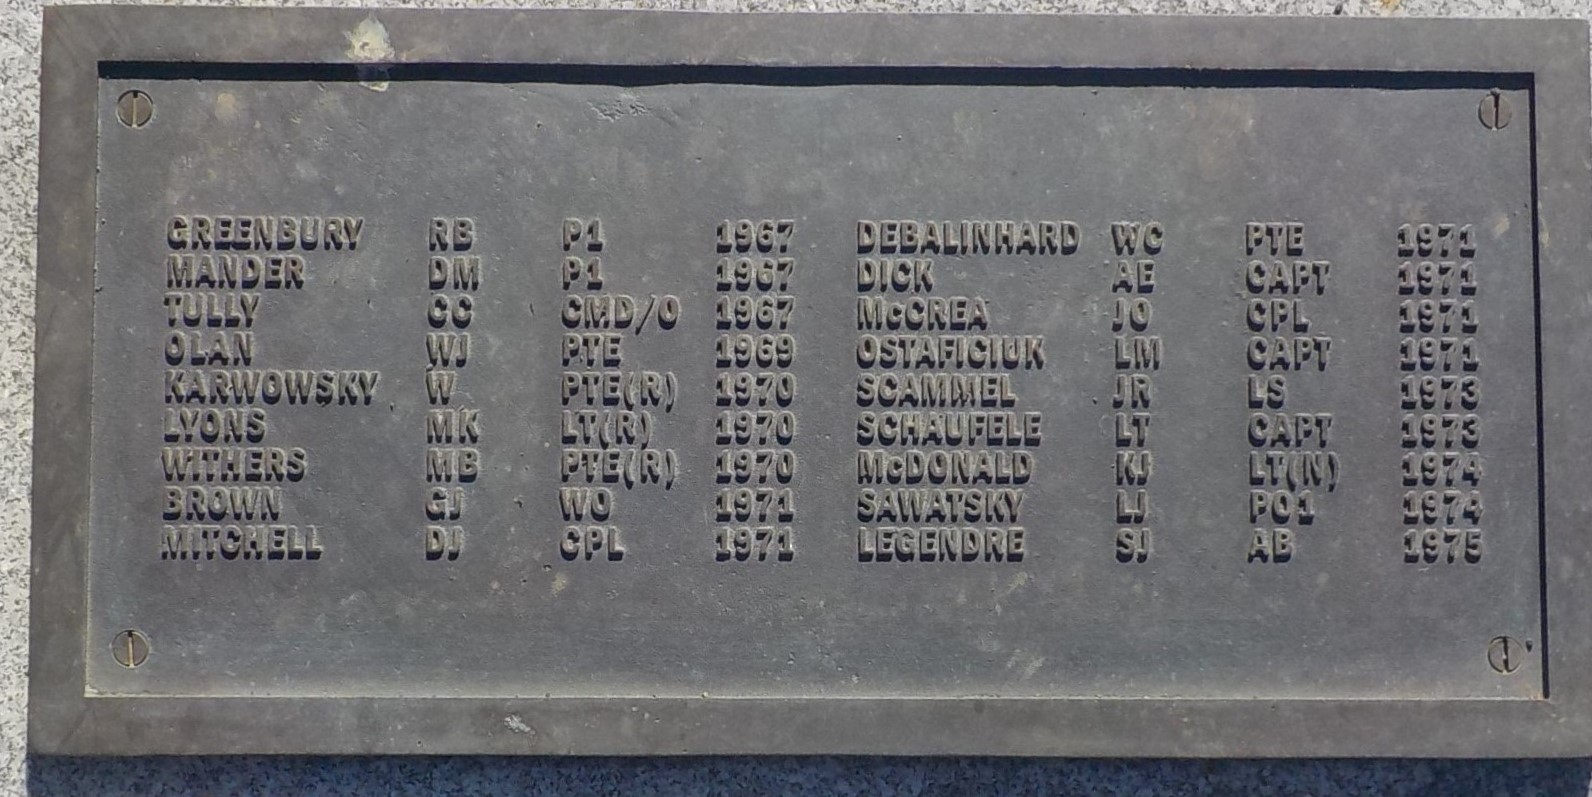 GREENBURY RB P1 1967
MANDER DM P1 1967
TULLY CC CMD/O 1967
OLAN WJ PTE 1969
KARWOWSKY W PTE(R) 1970
LYONS MK LT(R) 1970
WITHERS MB PTE(R) 1970
BROWN GJ WO 1971
MITCHELL DJ CPL 1971
DEBALINHARD WC PTE 1971
DICK AE CAPT 1971
McCREA JO CPL 1971
OSTAFICIUK LM CAPT 1971
SCAMMEL JR LS 1973
SCHAUFELE LT CAPT 1973
McDONALD KJ LT(N) 1974
SAWATSKY LJ PO1 1974
LEGENDRE SJ AB 1975